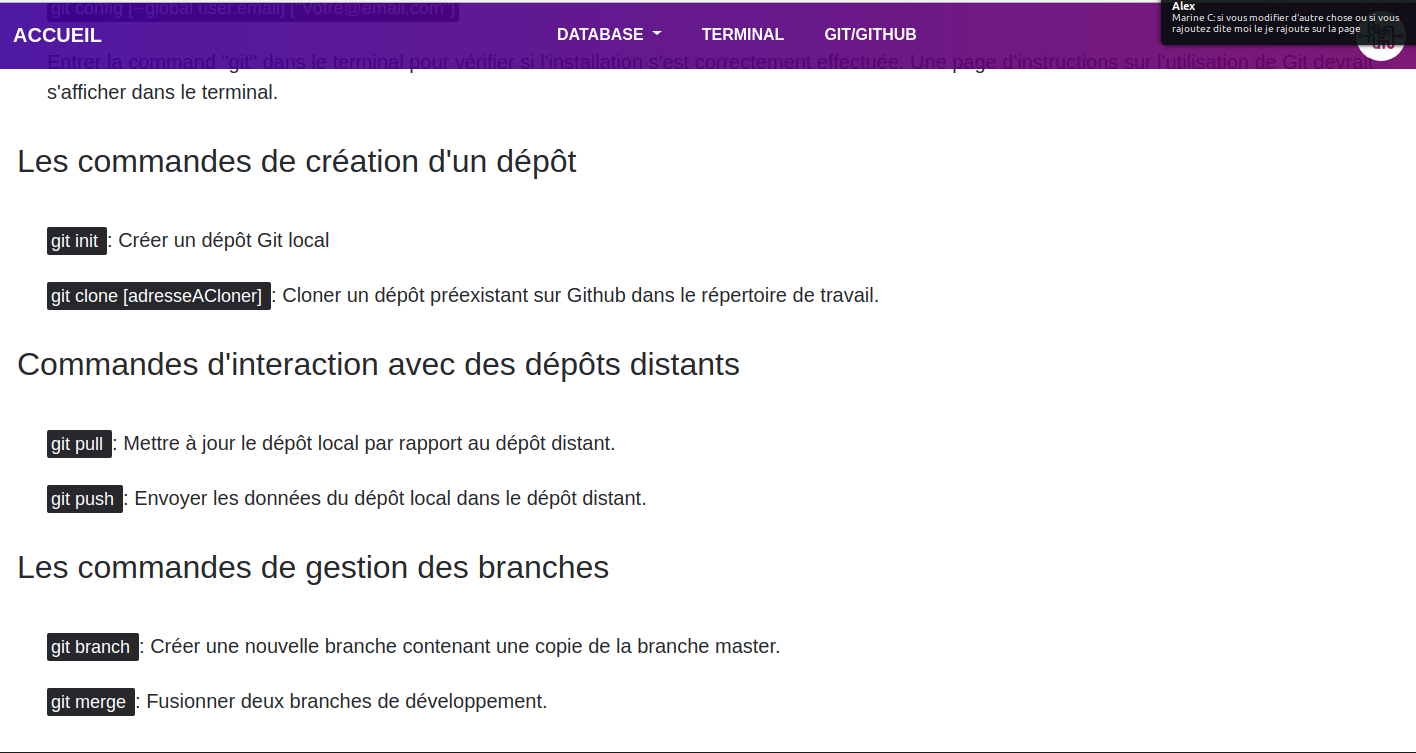 git config [--global user.email] ["votre@email.com"]
Alex
Marine C: si vous modifier d'autre chose ou si vous
rajoutez dite moi le je rajoute sur la page
ACCUEIL DATABASE TERMINAL GIT/GITHUB
Entrer la command "git" dans le terminal pour vérifier si l'installation s'est correctement effectuée. Une page d'instructions sur l'utilisation de Git devrait
s'afficher dans le terminal.
Les commandes de création d'un dépôt
git init : Créer un dépôt Git local
git clone [adresseACloner] : Cloner un dépôt préexistant sur Github dans le répertoire de travail.
Commandes d'interaction avec des dépôts distants
git pull : Mettre à jour le dépôt local par rapport au dépôt distant.
git push : Envoyer les données du dépôt local dans le dépôt distant.
Les commandes de gestion des branches
git branch : Créer une nouvelle branche contenant une copie de la branche master.
git merge : Fusionner deux branches de développement.